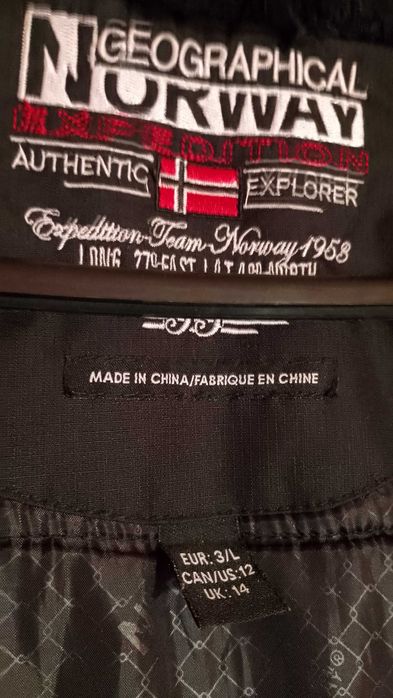 GEOGRAPHICAL
NORWAY
EXPEDITION
AUTHENTIC EXPLORER
Expedition-Team-Norway 1958
MADE IN CHINA/FABRIQUE EN CHINE
EUR: 3/L
CAN/US:12
UK: 14